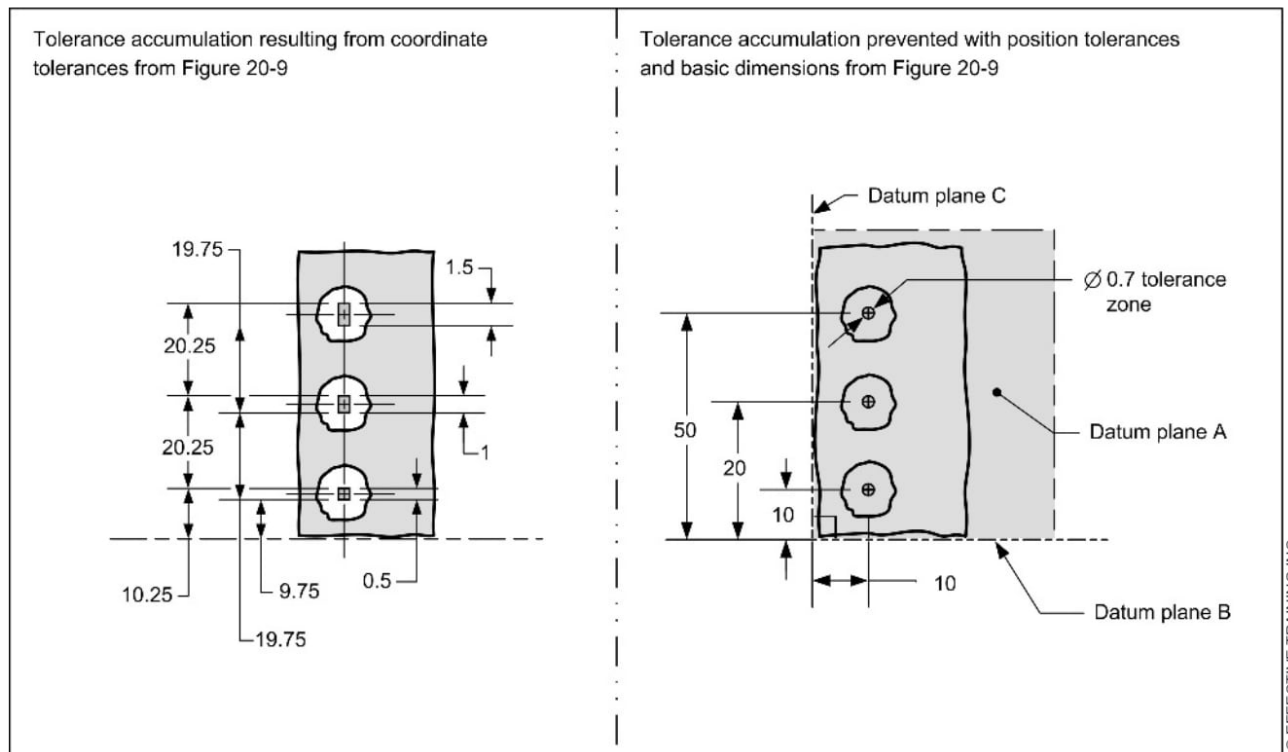 Tolerance accumulation resulting from coordinate
tolerances from Figure 20-9
19.75
1.5
20.25
20.25
1
10.25
9.75
0.5
19.75
Tolerance accumulation prevented with position tolerances
and basic dimensions from Figure 20-9
Datum plane C
Ø 0.7 tolerance
zone
50
20
Datum plane A
10
10
Datum plane B